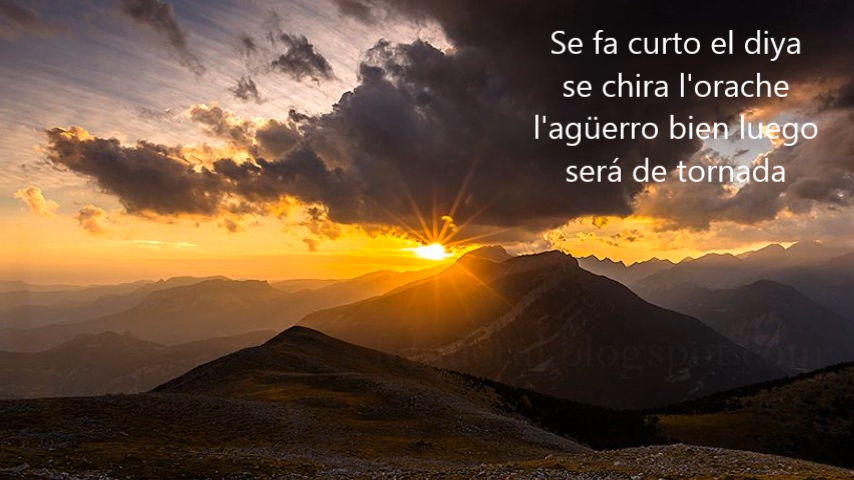 Se fa curto el diya
se chira l'orache
l'agüerro bien luego
será de tornada